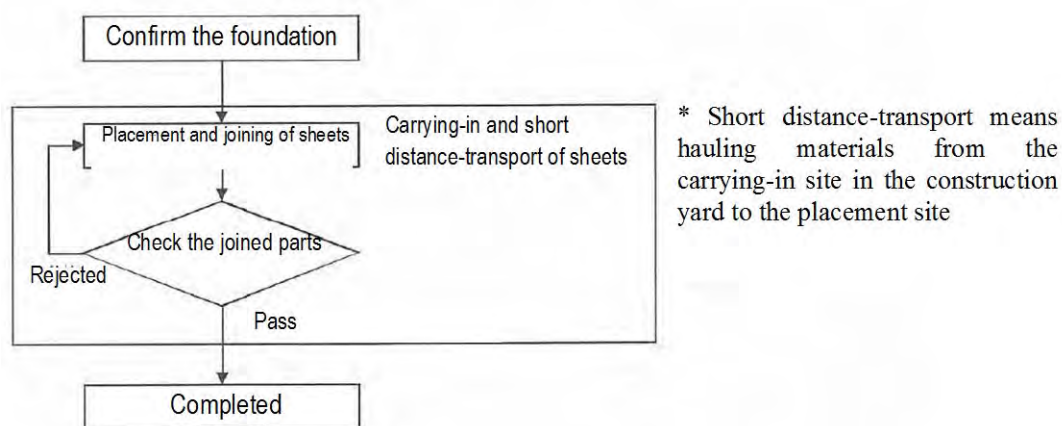 Confirm the foundation
Placement and joining of sheets
Carrying-in and short
distance-transport of sheets
Check the joined parts
Rejected
Pass
Completed
* Short distance-transport means
hauling materials from the
carrying-in site in the construction
yard to the placement site